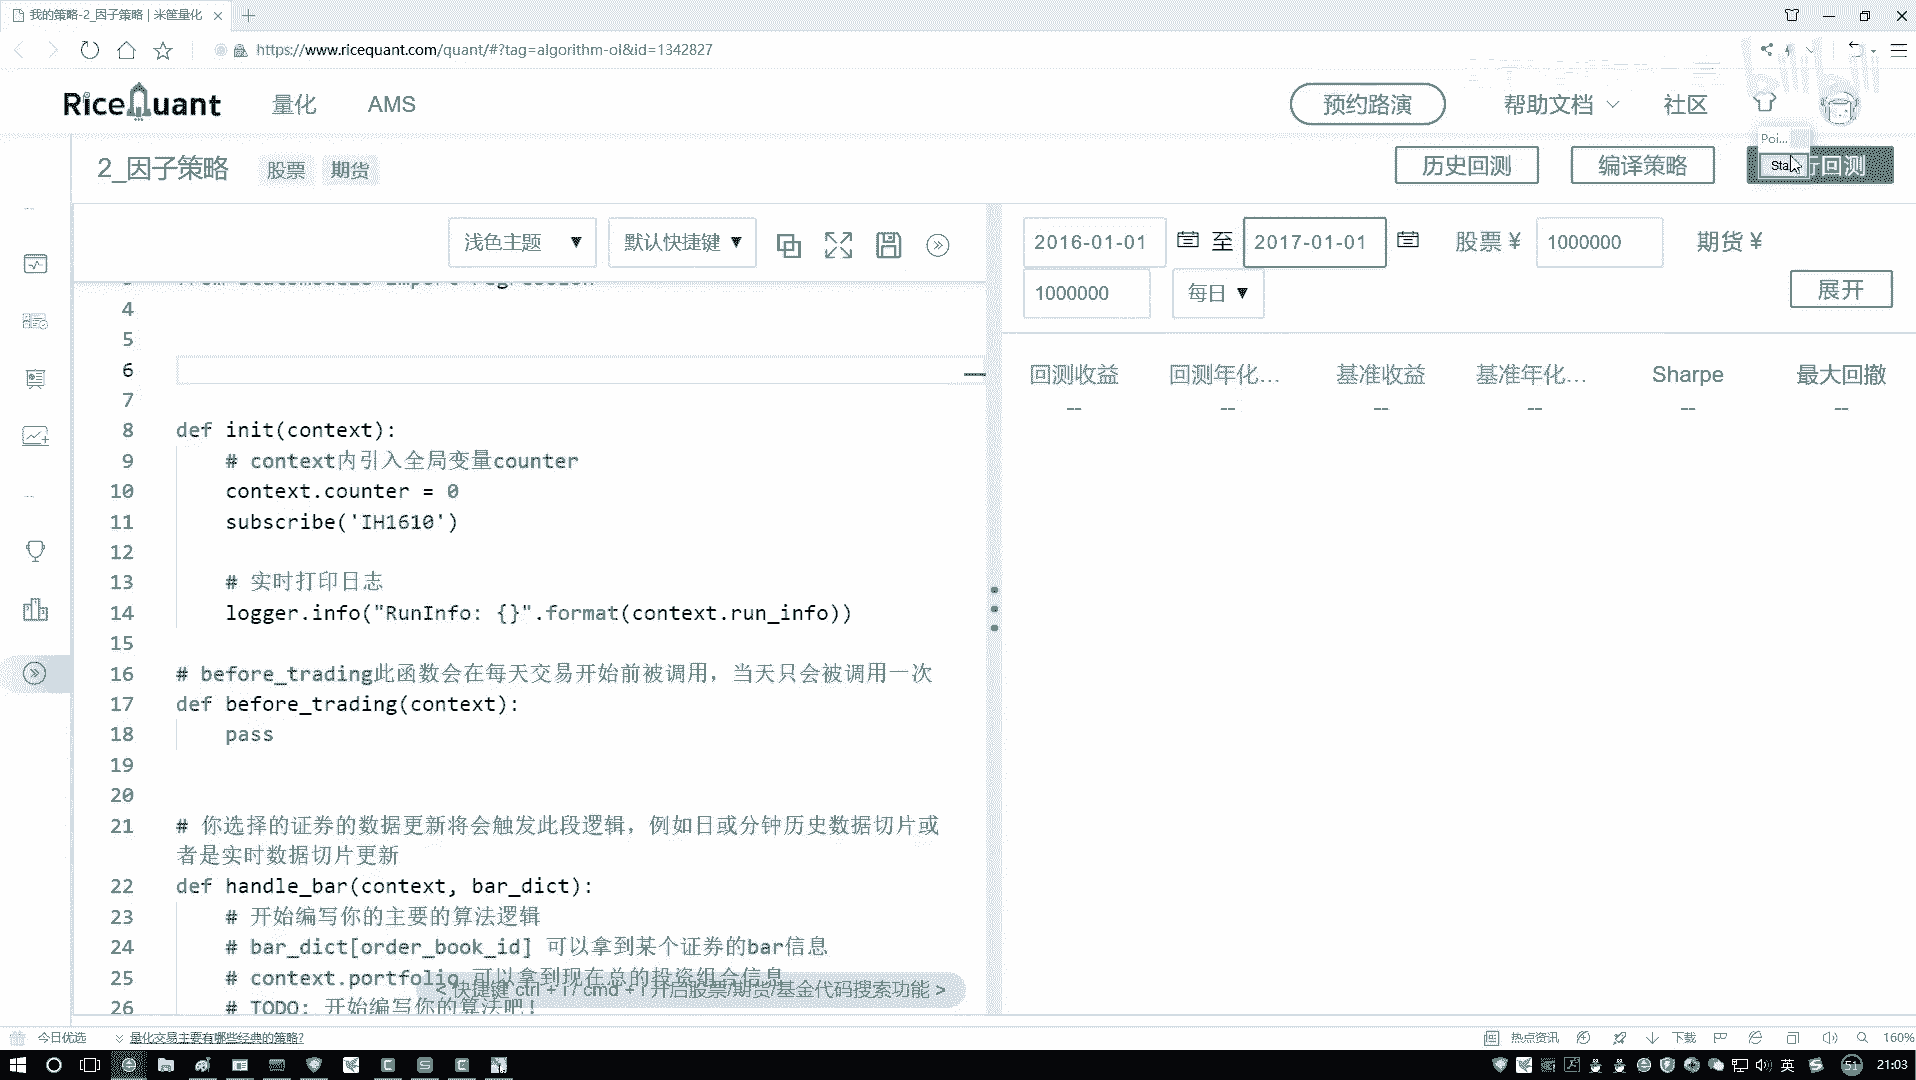 我的策略-2_因子策略 | 米筐量化
https://www.ricequant.com/quant/#?tag=algorithm-ol&id=1342827
RiceQuant
量化
AMS
预约路演
帮助文档
社区
2_因子策略
股票
期货
历史回测
编译策略
Poi...
Sta
行回测
浅色主题 ▼
默认快捷键 ▼
2016-01-01
至
2017-01-01
股票 ¥
1000000
期货 ¥
1000000
每日 ▼
展开
回测收益
回测年化...
基准收益
基准年化...
Sharpe
最大回撤
--
--
--
--
--
--
4
5
6
7
8 def init(context):
9 # context内引入全局变量counter
10 context.counter = 0
11 subscribe('IH1610')
12
13 # 实时打印日志
14 logger.info("RunInfo: {}".format(context.run_info))
15
16 # before_trading此函数会在每天交易开始前被调用，当天只会被调用一次
17 def before_trading(context):
18 pass
19
20
21 # 你选择的证券的数据更新将会触发此段逻辑，例如日或分钟历史数据切片或
者是实时数据切片更新
22 def handle_bar(context, bar_dict):
23 # 开始编写你的主要的算法逻辑
24 # bar_dict[order_book_id] 可以拿到某个证券的bar信息
25 # context.portfolio 可以拿到现在总的投资组合信息
< 快捷键 ctrl + i / cmd + i 开启股票/期货/基金代码搜索功能 >
26 # TODO: 开始编写你的算法吧!
今日优选
量化交易主要有哪些经典的策略?
热点资讯
下载
160%
英
51
21:03